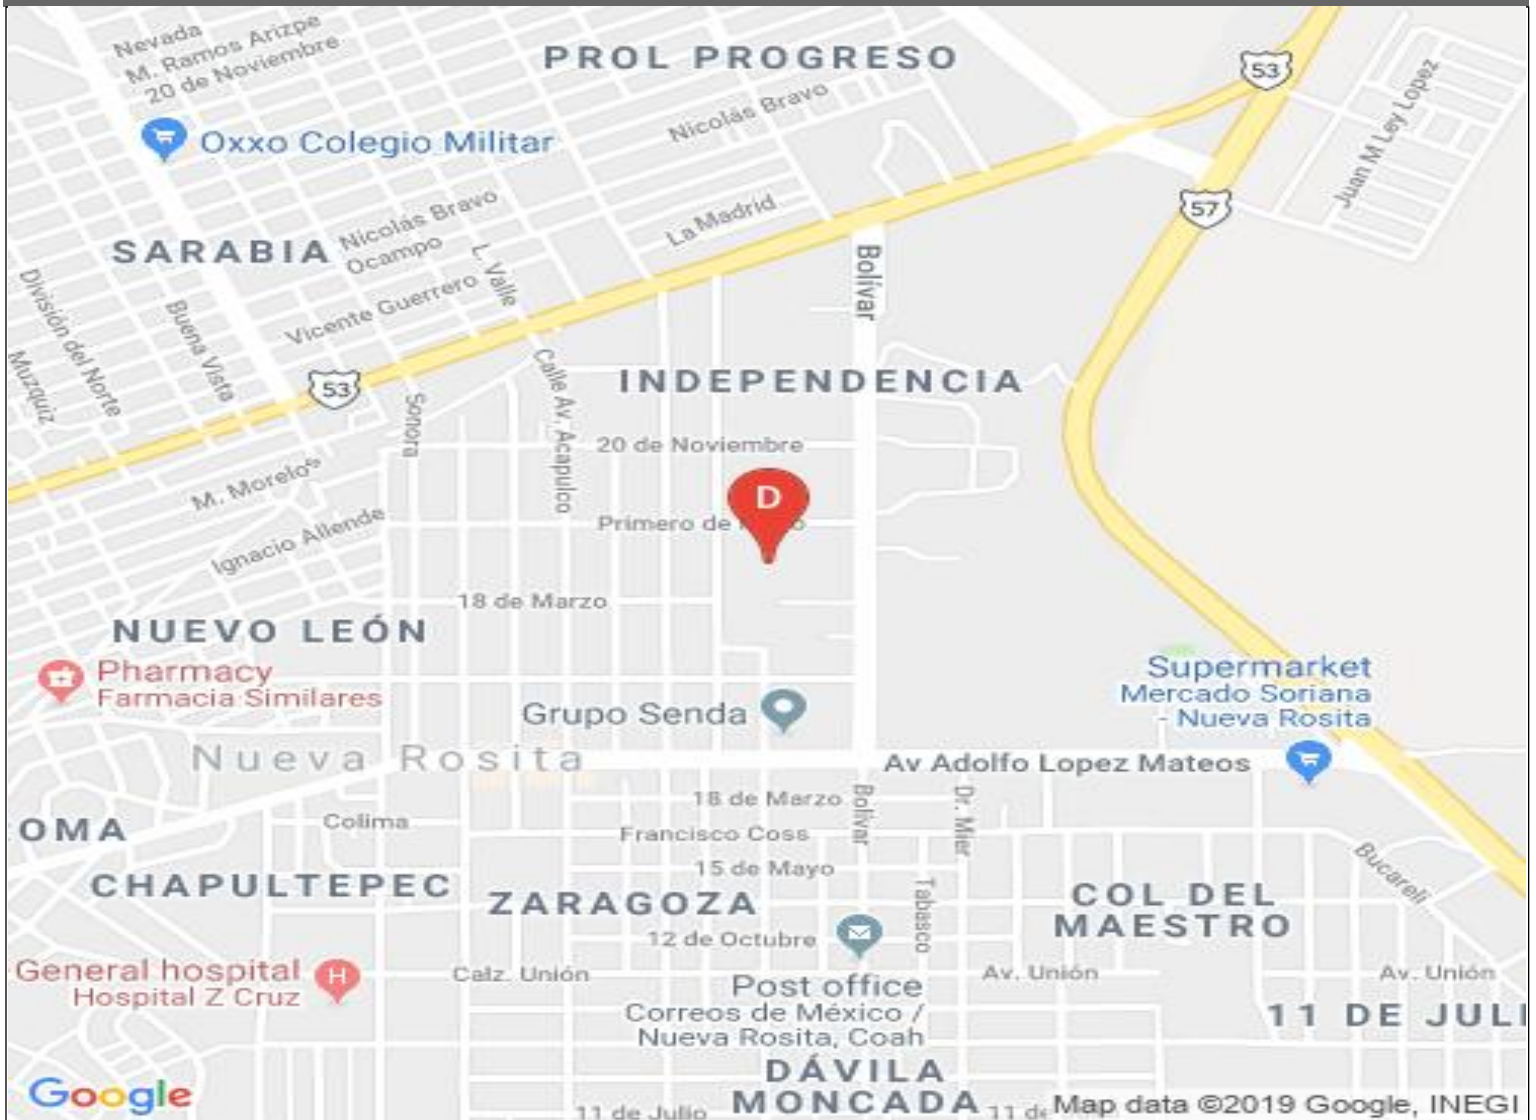 Nevada
M. Ramos Arizpe
20 de Noviembre
PROL PROGRESO
53
Juan M Ley Lopez
Nicolás Bravo
Oxxo Colegio Militar
57
La Madrid
Nicolás Bravo
SARABIA
Ocampo
L. Valle
Bolívar
División del Norte
Buena Vista
Vicente Guerrero
Muzquiz
53
Sonora
Calle Av. Acapulco
INDEPENDENCIA
20 de Noviembre
M. Morelos
D
Primero de
Ignacio Allende
18 de Marzo
NUEVO LEÓN
Pharmacy
Farmacia Similares
Supermarket
Mercado Soriana
- Nueva Rosita
Grupo Senda
Nueva Rosita
Av Adolfo Lopez Mateos
18 de Marzo
Bolívar
Dr. Mier
OMA
Colima
Francisco Coss
15 de Mayo
Bucareli
CHAPULTEPEC
ZARAGOZA
Tabasco
COL DEL
MAESTRO
12 de Octubre
General hospital
Hospital Z Cruz
H
Calz. Unión
Post office
Correos de México /
Nueva Rosita, Coah
Av. Unión
Av. Unión
11 DE JULI
DÁVILA
MONCADA
Google
11 de Julio
11 de
Map data ©2019 Google, INEGI